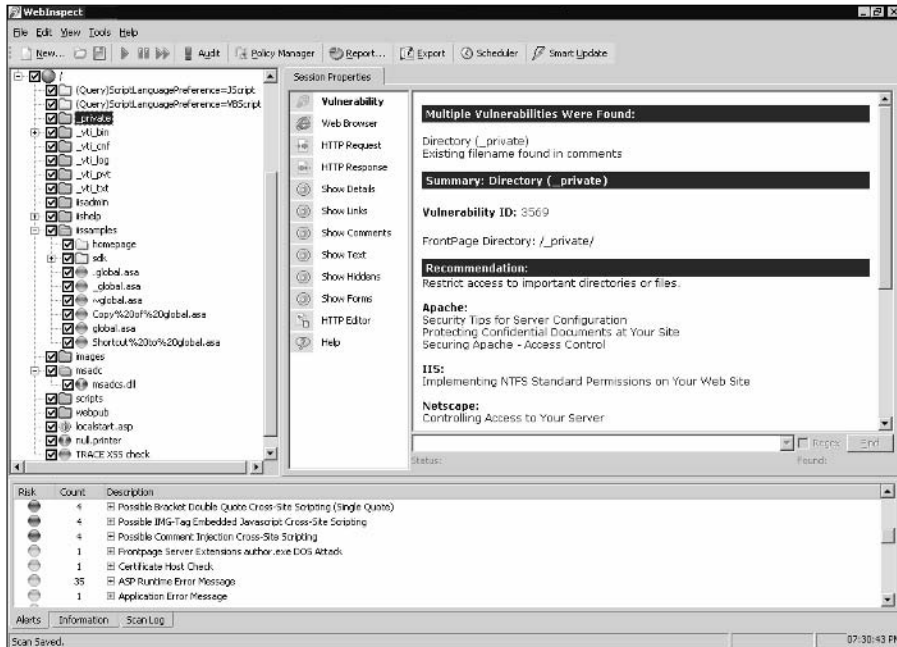 WebInspect
File Edit View Tools Help
New... Audit Policy Manager Report... Export Scheduler Smart Update
/
(Query)ScriptLanguagePreference=JScript
(Query)ScriptLanguagePreference=VBScript
_private
_vti_bin
_vti_cnf
_vti_log
_vti_pvt
_vti_txt
iisadmin
iishelp
iissamples
homepage
sdk
.global.asa
_global.asa
~global.asa
Copy%20of%20global.asa
global.asa
Shortcut%20to%20global.asa
images
msadc
msadcs.dll
scripts
webpub
localstart.asp
null.printer
TRACE XSS check
Session Properties
Vulnerability
Web Browser
HTTP Request
HTTP Response
Show Details
Show Links
Show Comments
Show Text
Show Hiddens
Show Forms
HTTP Editor
Help
Multiple Vulnerabilities Were Found:
Directory (_private)
Existing filename found in comments
Summary: Directory (_private)
Vulnerability ID: 3569
FrontPage Directory: /_private/
Recommendation:
Restrict access to important directories or files.
Apache:
Security Tips for Server Configuration
Protecting Confidential Documents at Your Site
Securing Apache - Access Control
IIS:
Implementing NTFS Standard Permissions on Your Web Site
Netscape:
Controlling Access to Your Server
Regex Find
Status: Found:
Risk Count Description
4 Possible Bracket Double Quote Cross-Site Scripting (Single Quote)
4 Possible IMG-Tag Embedded Javascript Cross-Site Scripting
4 Possible Comment Injection Cross-Site Scripting
1 Frontpage Server Extensions author.exe DOS Attack
1 Certificate Host Check
35 ASP Runtime Error Message
1 Application Error Message
Alerts Information Scan Log
Scan Saved. 07:30:43 PM